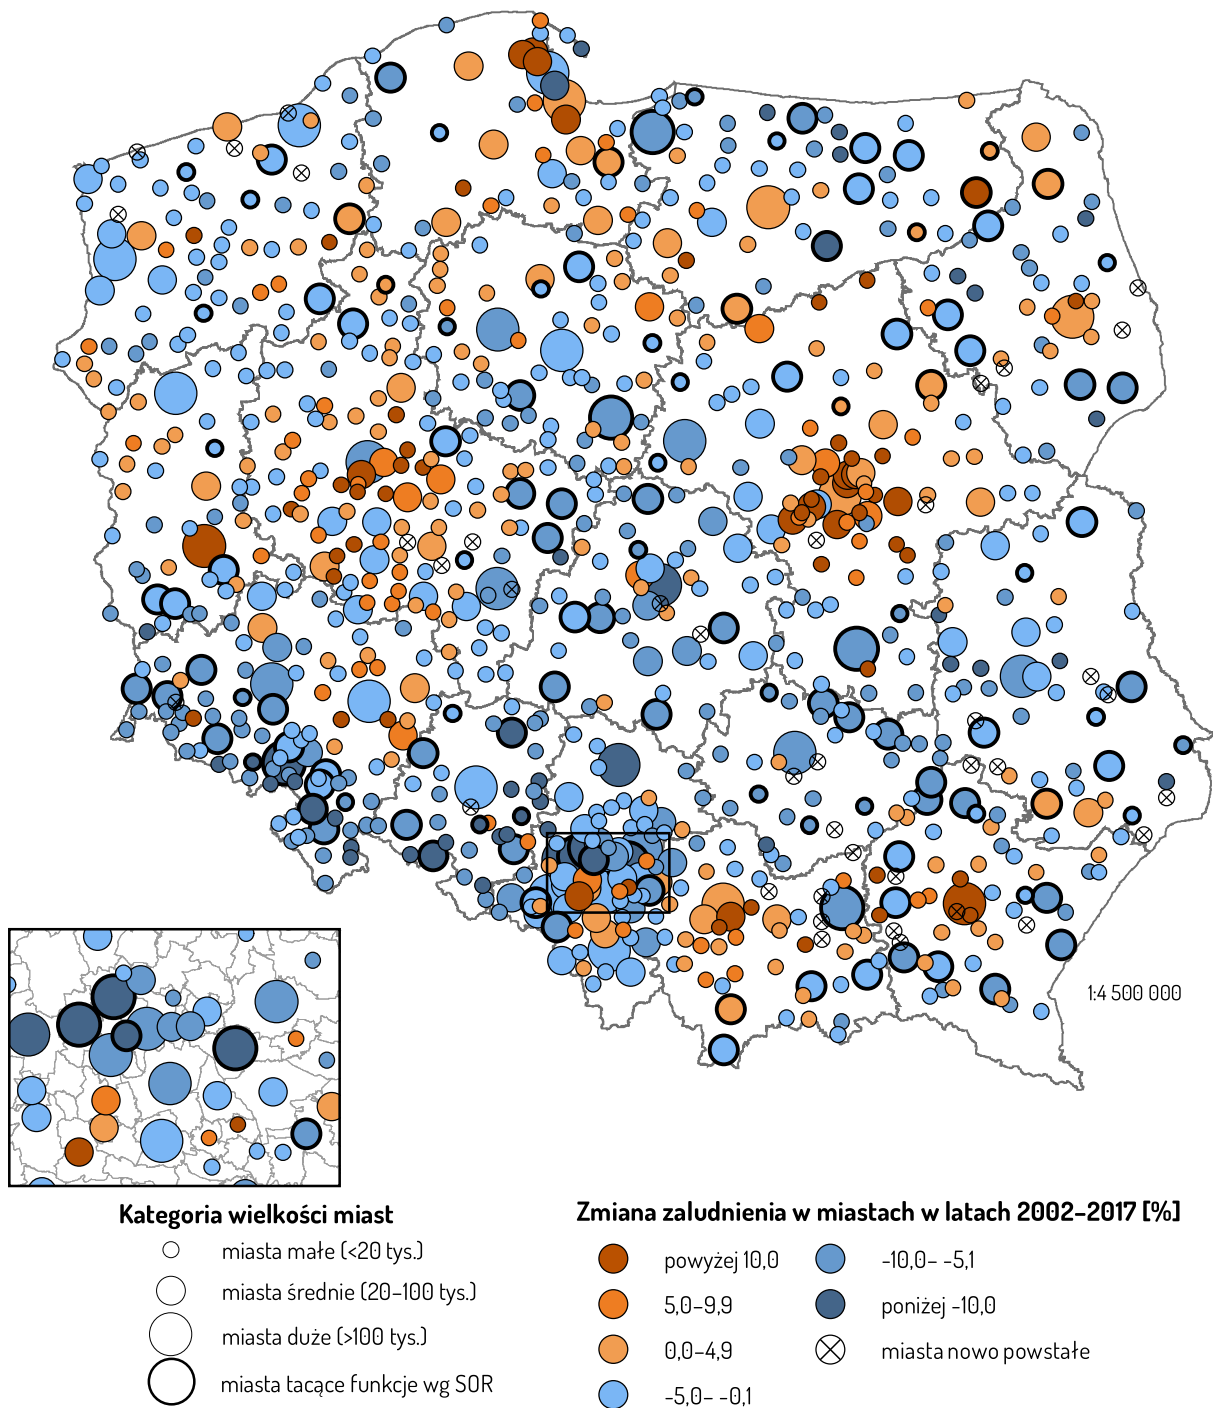 1:4 500 000
Kategoria wielkości miast
miasta małe (<20 tys.)
miasta średnie (20-100 tys.)
miasta duże (>100 tys.)
miasta tacące funkcje wg SOR
Zmiana zaludnienia w miastach w latach 2002-2017 [%]
powyżej 10,0
5,0-9,9
0,0-4,9
-5,0- -0,1
-10,0- -5,1
poniżej -10,0
miasta nowo powstałe